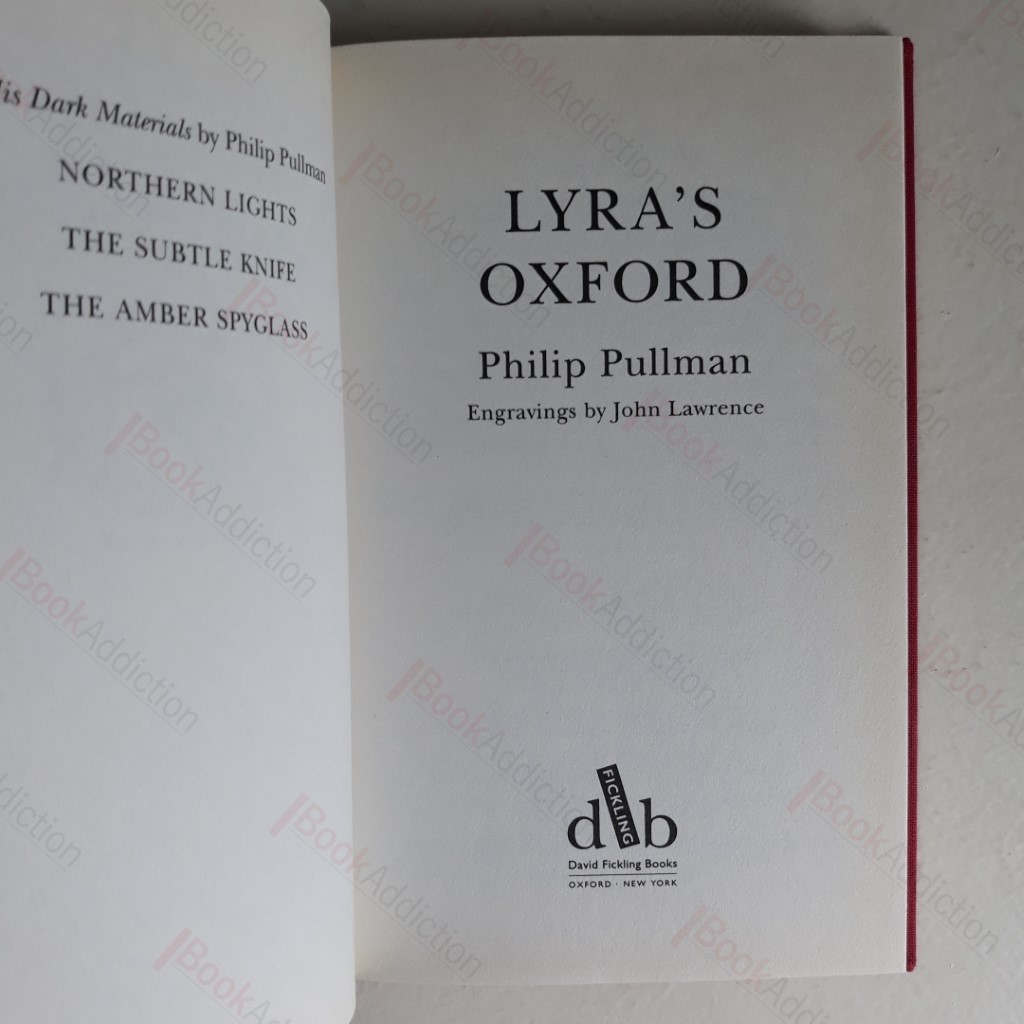 is Dark Materials by Philip Pullman
NORTHERN LIGHTS
THE SUBTLE KNIFE
THE AMBER SPYGLASS
LYRA'S
OXFORD
Philip Pullman
Engravings by John Lawrence
d FICKLING b
David Fickling Books
OXFORD · NEW YORK
BookAddiction